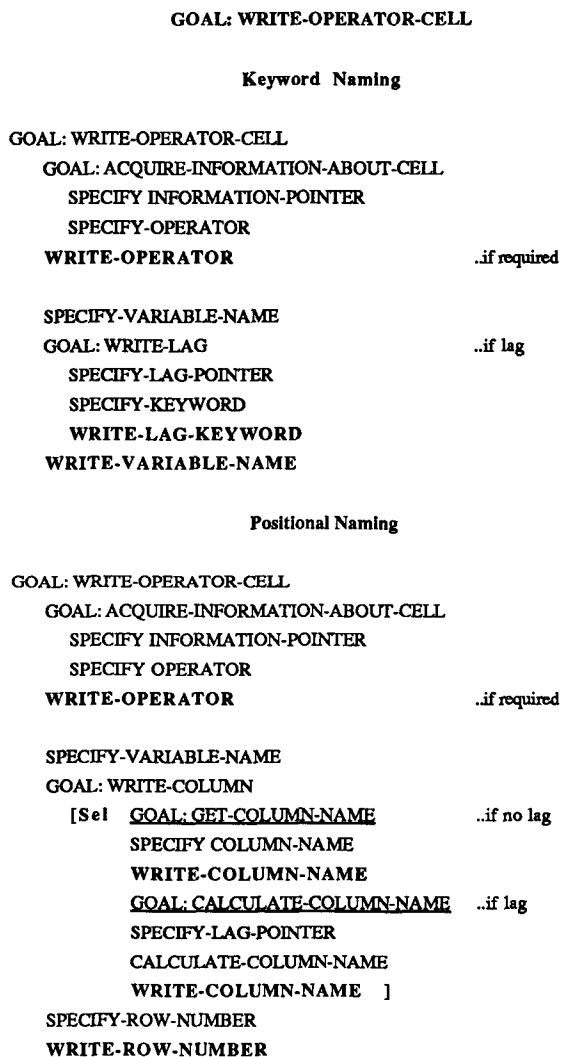 GOAL: WRITE-OPERATOR-CELL
Keyword Naming
GOAL: WRITE-OPERATOR-CELL
GOAL: ACQUIRE-INFORMATION-ABOUT-CELL
SPECIFY INFORMATION-POINTER
SPECIFY-OPERATOR
WRITE-OPERATOR ..if required
SPECIFY-VARIABLE-NAME
GOAL: WRITE-LAG ..if lag
SPECIFY-LAG-POINTER
SPECIFY-KEYWORD
WRITE-LAG-KEYWORD
WRITE-VARIABLE-NAME
Positional Naming
GOAL: WRITE-OPERATOR-CELL
GOAL: ACQUIRE-INFORMATION-ABOUT-CELL
SPECIFY INFORMATION-POINTER
SPECIFY OPERATOR
WRITE-OPERATOR ..if required
SPECIFY-VARIABLE-NAME
GOAL: WRITE-COLUMN
[Sel GOAL: GET-COLUMN-NAME ..if no lag
SPECIFY COLUMN-NAME
WRITE-COLUMN-NAME
GOAL: CALCULATE-COLUMN-NAME ..if lag
SPECIFY-LAG-POINTER
CALCULATE-COLUMN-NAME
WRITE-COLUMN-NAME ]
SPECIFY-ROW-NUMBER
WRITE-ROW-NUMBER